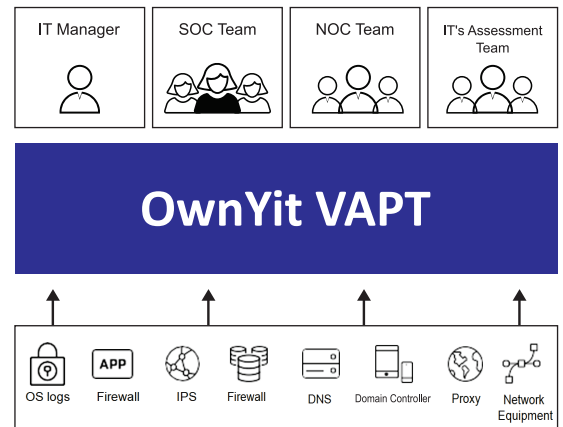 IT Manager
SOC Team
NOC Team
IT's Assessment
Team
OwnYit VAPT
APP
OS logs
Firewall
IPS
Firewall
DNS
Domain Controller
Proxy
Network
Equipment